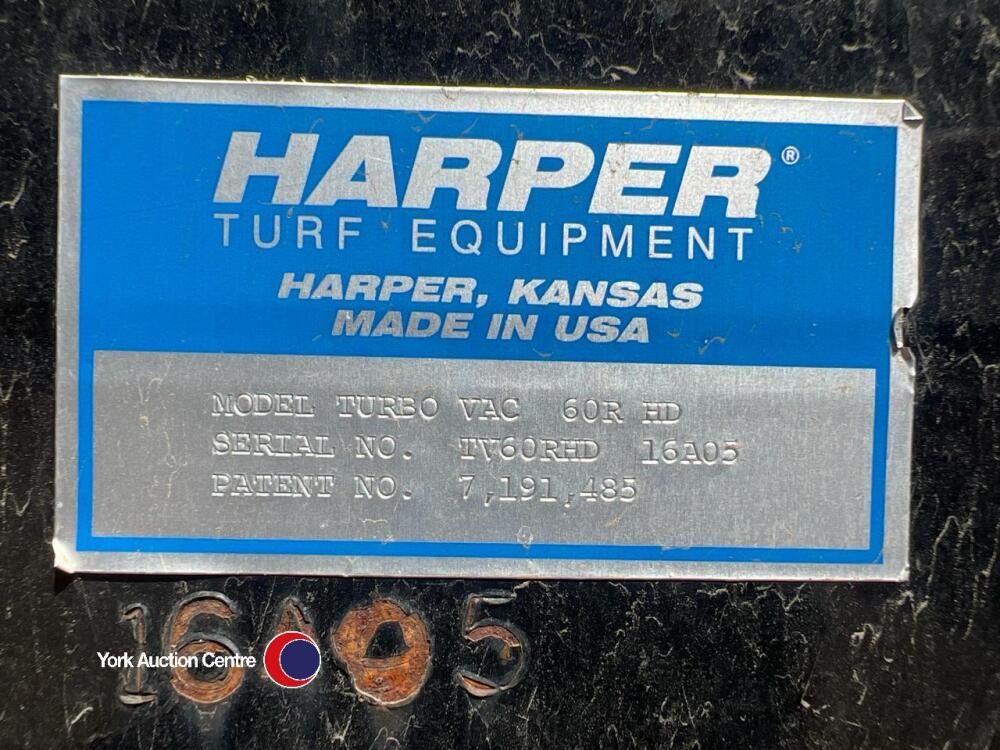 HARPER®
TURF EQUIPMENT
HARPER, KANSAS
MADE IN USA
MODEL TURBO VAC 60R HD
SERIAL NO. TV60RHD 16A05
PATENT NO. 7,191,485
16A05
York Auction Centre